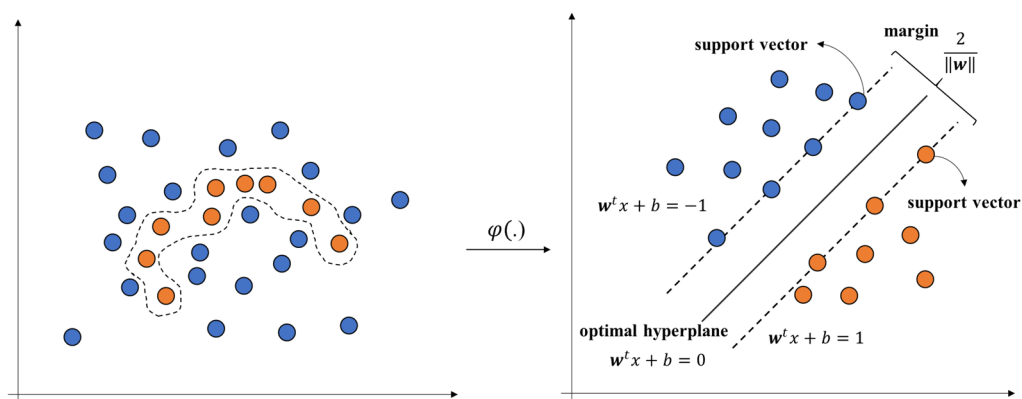 φ(.)
margin
support vector
2
‖w‖
wᵗx + b = −1
support vector
optimal hyperplane
wᵗx + b = 0
wᵗx + b = 1